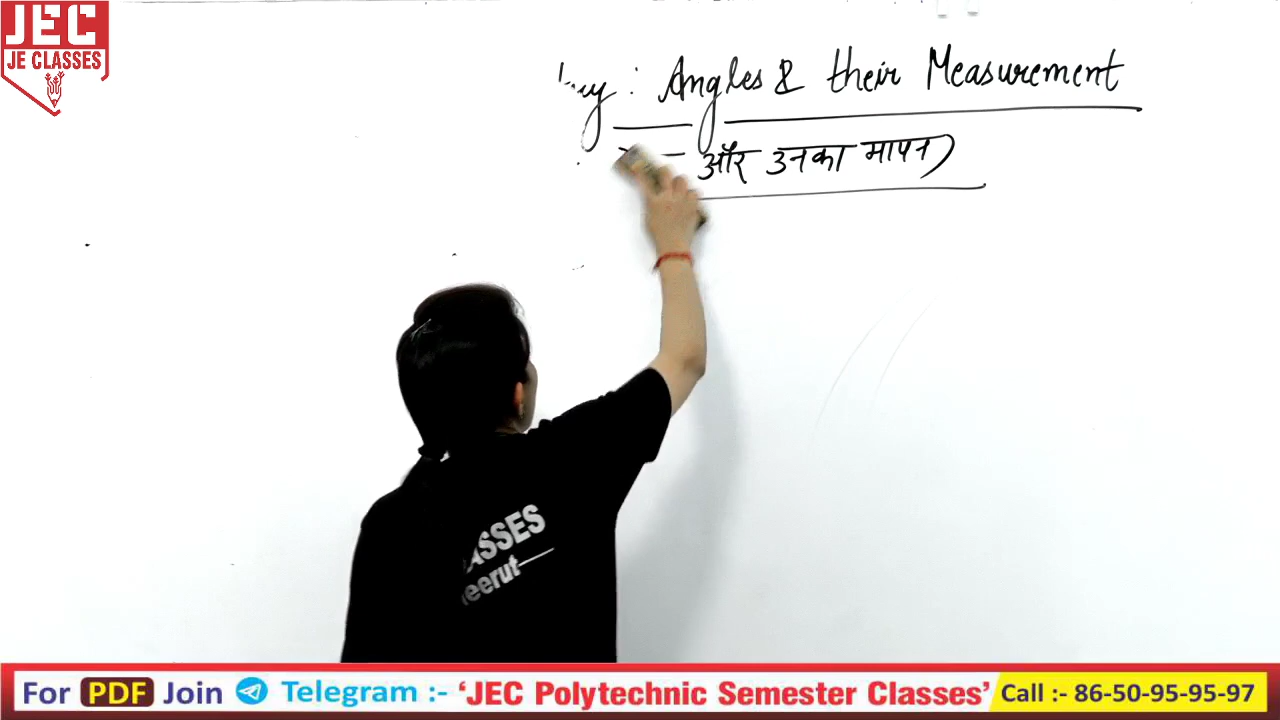 JEC
JE CLASSES
: Angles & their Measurement
और उनका मापन)
ASSES
eerut
For PDF Join Telegram :- 'JEC Polytechnic Semester Classes' Call :- 86-50-95-95-97